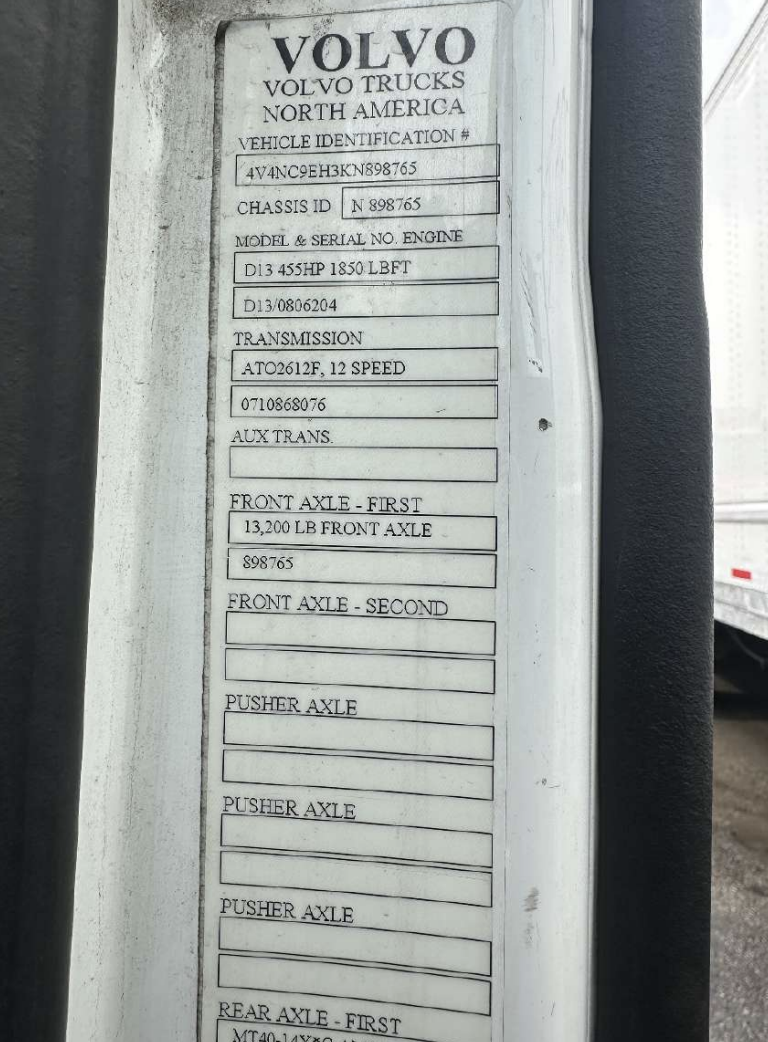 VOLVO
VOLVO TRUCKS
NORTH AMERICA
VEHICLE IDENTIFICATION #
4V4NC9EH3KN898765
CHASSIS ID N 898765
MODEL & SERIAL NO. ENGINE
D13 455HP 1850 LBFT
D13/0806204
TRANSMISSION
ATO2612F, 12 SPEED
0710868076
AUX TRANS.
FRONT AXLE - FIRST
13,200 LB FRONT AXLE
898765
FRONT AXLE - SECOND
PUSHER AXLE
PUSHER AXLE
PUSHER AXLE
REAR AXLE - FIRST